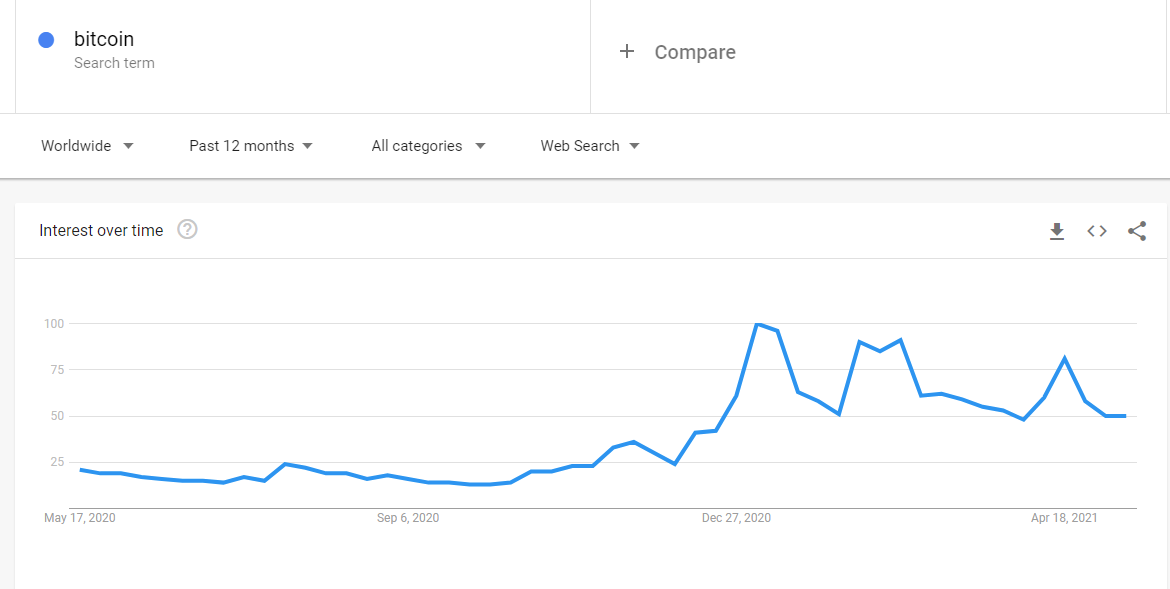 bitcoin
Search term
+ Compare
Worldwide
Past 12 months
All categories
Web Search
Interest over time ?
100
75
50
25
May 17, 2020
Sep 6, 2020
Dec 27, 2020
Apr 18, 2021